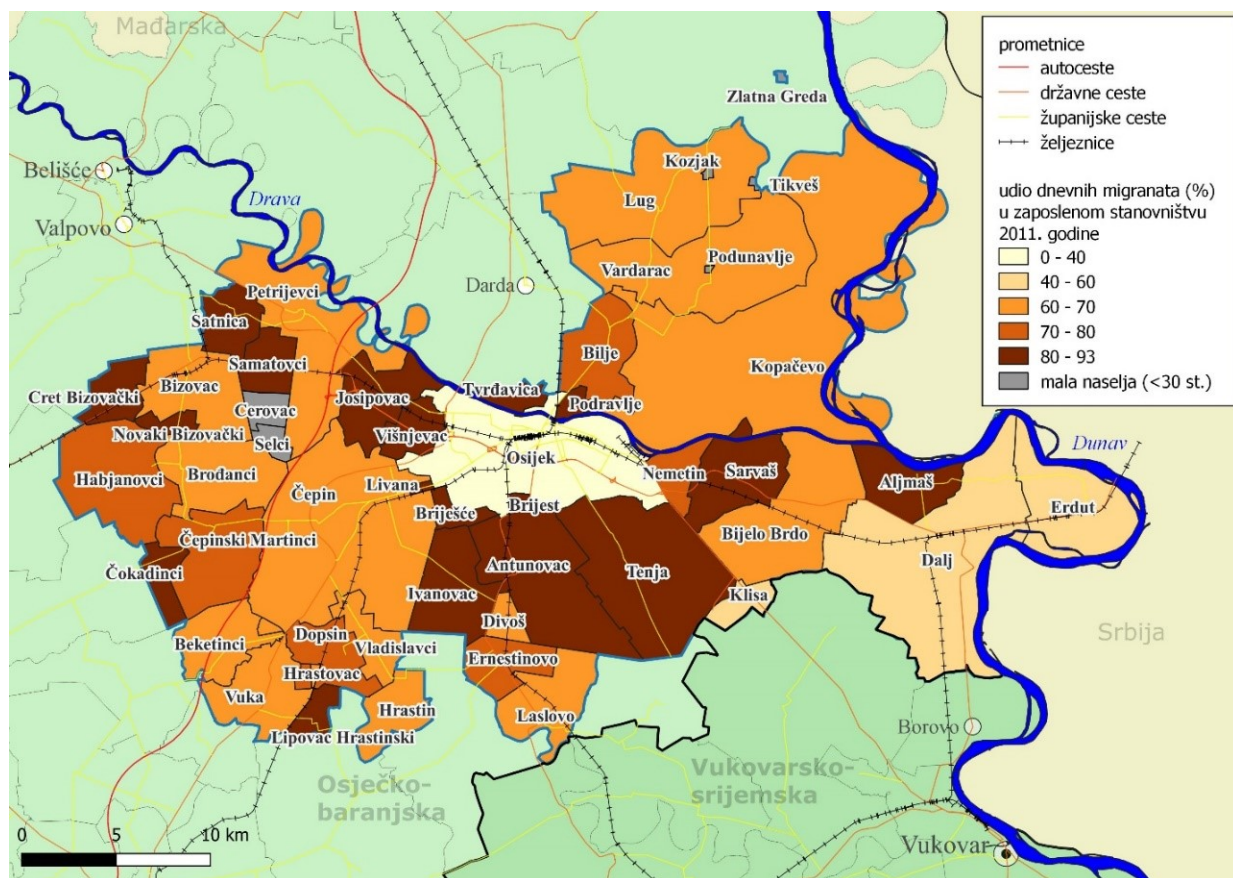 Mađarska
Zlatna Greda
Belišće
Valpovo
Drava
Kozjak
Tikveš
Lug
Podunavlje
Vardarac
Darda
Petrijevci
Satnica
Bilje
Kopačevo
Samatovci
Bizovac
Cret Bizovački
Josipovac
Tvrđavica
Podravlje
Cerovac
Novaki Bizovački
Višnjevac
Selci
Osijek
Dunav
Habjanovci
Brođanci
Čepin
Livana
Nemetin
Sarvaš
Aljmaš
Erdut
Briješće
Brijest
Čepinski Martinci
Bijelo Brdo
Dalj
Čokadinci
Antunovac
Tenja
Ivanovac
Klisa
Divoš
Dopsin
Beketinci
Vladislavci
Ernestinovo
Hrastovac
Vuka
Hrastin
Laslovo
Lipovac Hrastinski
Srbija
Borovo
Osječko-
baranjska
Vukovarsko-
srijemska
Vukovar
0 5 10 km
prometnice
autoceste
državne ceste
županijske ceste
željeznice
udio dnevnih migranata (%)
u zaposlenom stanovništvu
2011. godine
0 - 40
40 - 60
60 - 70
70 - 80
80 - 93
mala naselja (<30 st.)